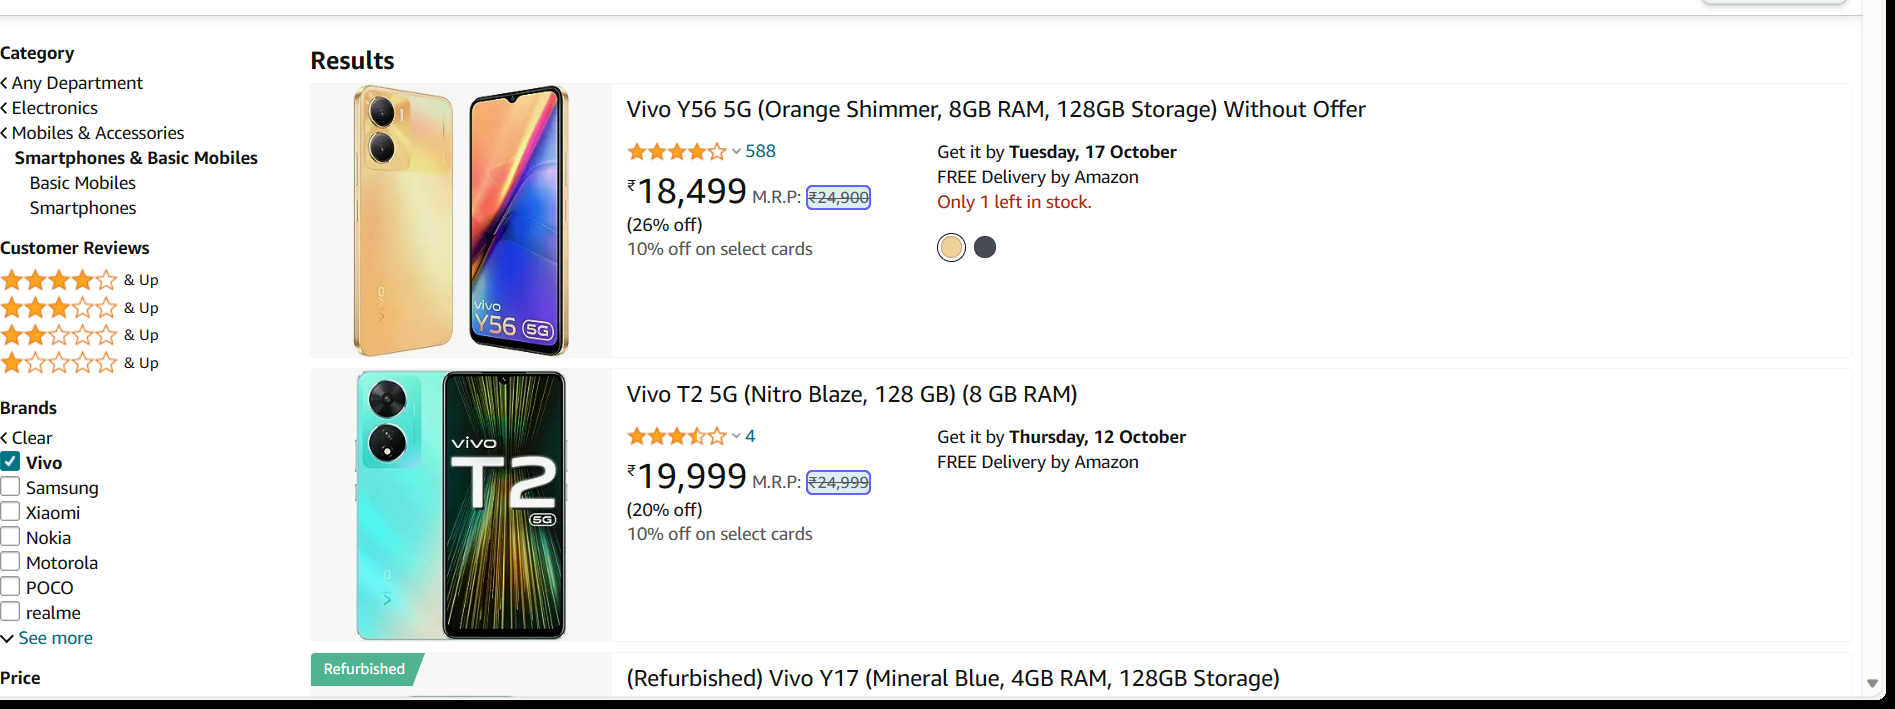 Category
Any Department
Electronics
Mobiles & Accessories
Smartphones & Basic Mobiles
Basic Mobiles
Smartphones
Customer Reviews
& Up
& Up
& Up
& Up
Brands
Clear
Vivo
Samsung
Xiaomi
Nokia
Motorola
POCO
realme
See more
Price
Results
vivo
vivo
Y56 5G
Vivo Y56 5G (Orange Shimmer, 8GB RAM, 128GB Storage) Without Offer
588
₹18,499 M.R.P: ₹24,900
(26% off)
10% off on select cards
Get it by Tuesday, 17 October
FREE Delivery by Amazon
Only 1 left in stock.
vivo
vivo
T2
5G
Vivo T2 5G (Nitro Blaze, 128 GB) (8 GB RAM)
4
₹19,999 M.R.P: ₹24,999
(20% off)
10% off on select cards
Get it by Thursday, 12 October
FREE Delivery by Amazon
Refurbished
(Refurbished) Vivo Y17 (Mineral Blue, 4GB RAM, 128GB Storage)